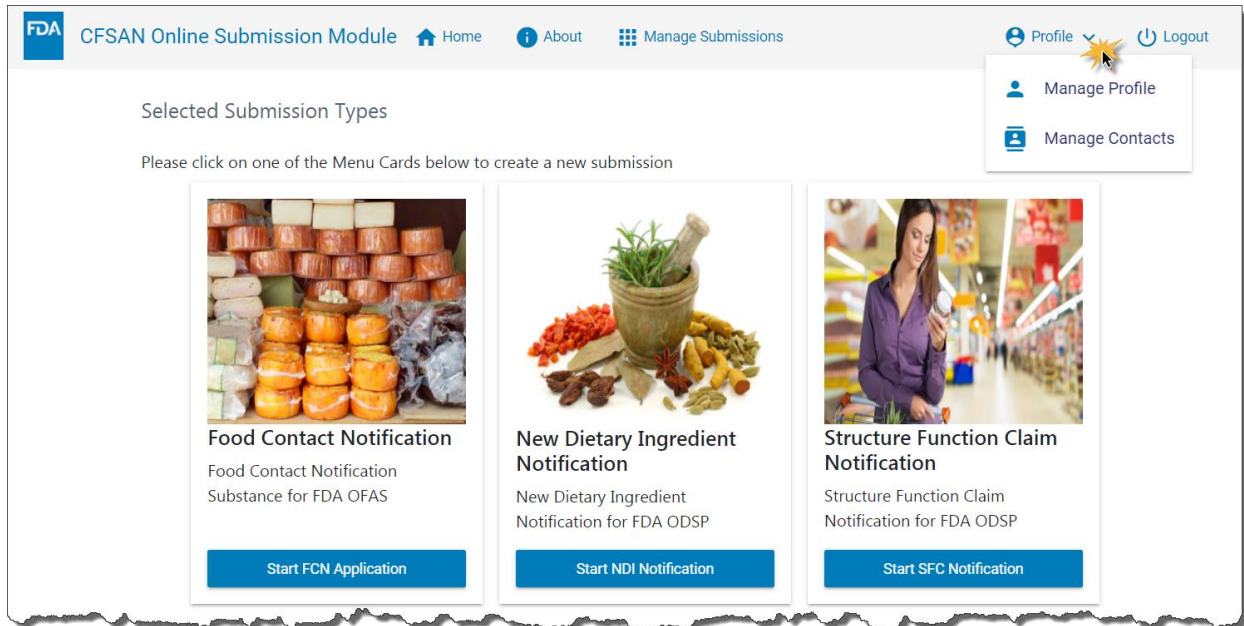 FDA
CFSAN Online Submission Module
Home
About
Manage Submissions
Profile
Logout
Manage Profile
Manage Contacts
Selected Submission Types
Please click on one of the Menu Cards below to create a new submission
Food Contact Notification
Food Contact Notification
Substance for FDA OFAS
Start FCN Application
New Dietary Ingredient
Notification
New Dietary Ingredient
Notification for FDA ODSP
Start NDI Notification
Structure Function Claim
Notification
Structure Function Claim
Notification for FDA ODSP
Start SFC Notification